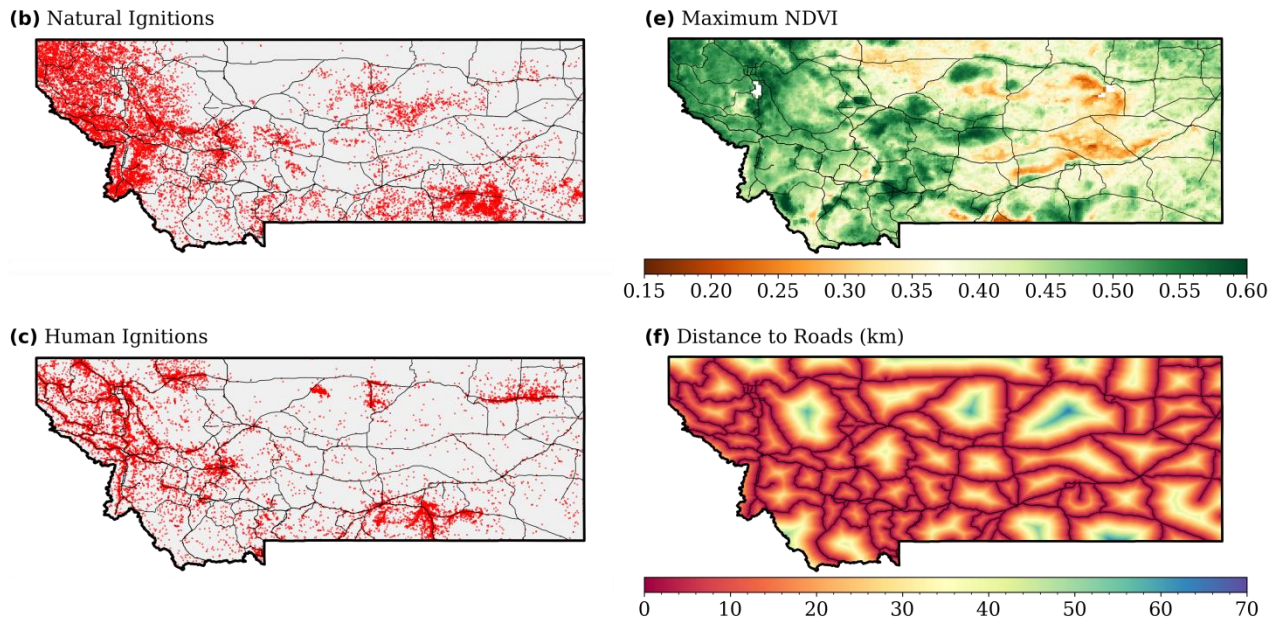 (b) Natural Ignitions
(e) Maximum NDVI
0.15 0.20 0.25 0.30 0.35 0.40 0.45 0.50 0.55 0.60
(c) Human Ignitions
(f) Distance to Roads (km)
0 10 20 30 40 50 60 70